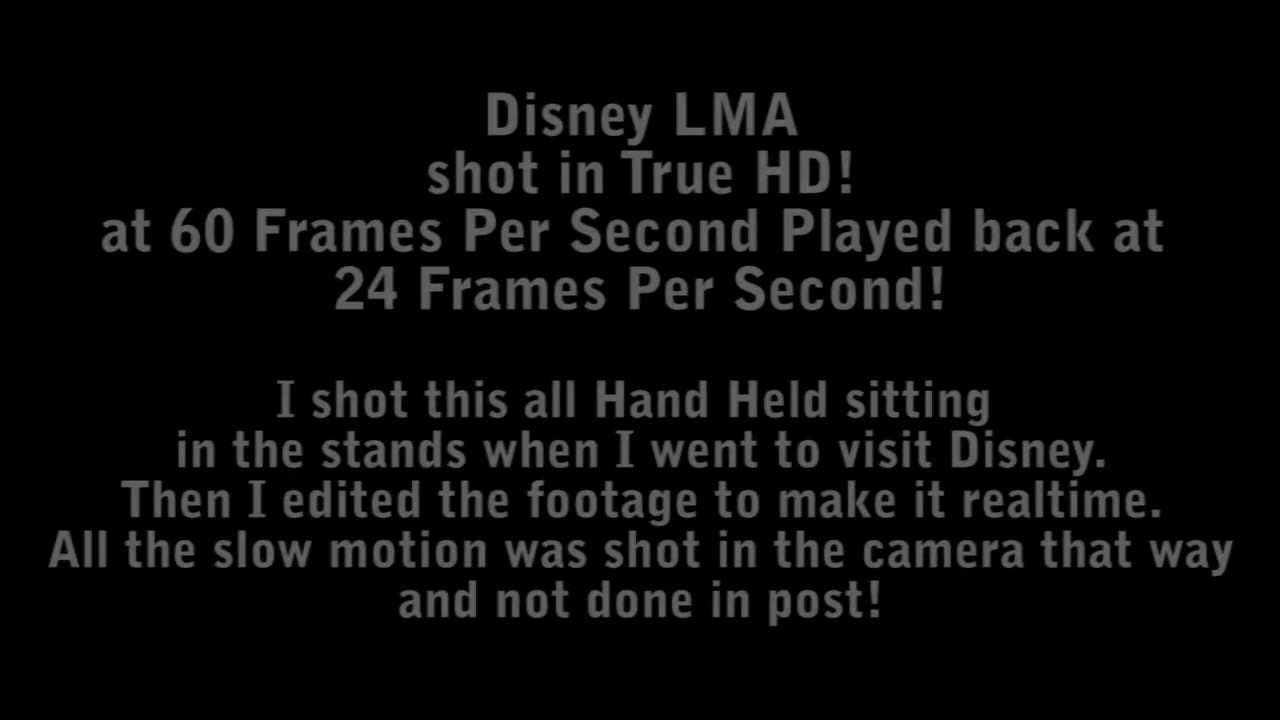 Disney LMA
shot in True HD!
at 60 Frames Per Second Played back at
24 Frames Per Second!
I shot this all Hand Held sitting
in the stands when I went to visit Disney.
Then I edited the footage to make it realtime.
All the slow motion was shot in the camera that way
and not done in post!